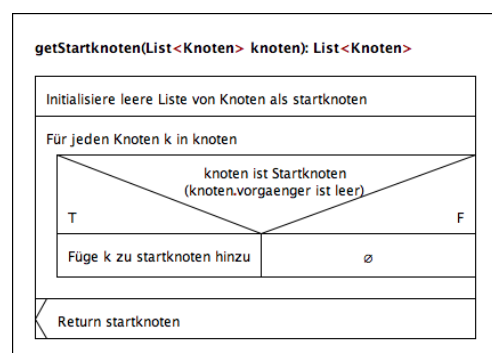 getStartknoten(List<Knoten> knoten): List<Knoten>
Initialisiere leere Liste von Knoten als startknoten
Für jeden Knoten k in knoten
knoten ist Startknoten
(knoten.vorgaenger ist leer)
T
F
Füge k zu startknoten hinzu
∅
Return startknoten